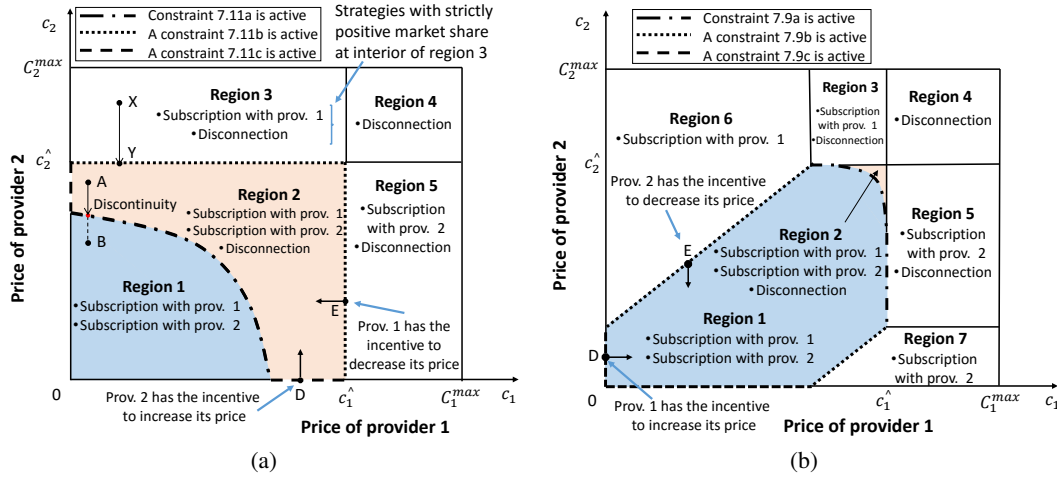 c₂
Constraint 7.11a is active
A constraint 7.11b is active
A constraint 7.11c is active
Strategies with strictly
positive market share
at interior of region 3
C₂ᵐᵃˣ
X
Region 3
•Subscription with prov. 1
•Disconnection
Region 4
•Disconnection
Y
c₂^
A
Discontinuity
B
Region 2
•Subscription with prov. 1
•Subscription with prov. 2
•Disconnection
Region 5
•Subscription
with prov. 2
•Disconnection
Region 1
•Subscription with prov. 1
•Subscription with prov. 2
E
Prov. 1 has the
incentive to
decrease its price
D
0
Prov. 2 has the incentive
to increase its price
c₁^
C₁ᵐᵃˣ
c₁
Price of provider 1
Price of provider 2
(a)
c₂
Constraint 7.9a is active
A constraint 7.9b is active
A constraint 7.9c is active
C₂ᵐᵃˣ
Region 6
•Subscription with prov. 1
Region 3
•Subscription
with prov. 1
•Disconnection
Region 4
•Disconnection
c₂^
Prov. 2 has the incentive
to decrease its price
E
Region 2
•Subscription with prov. 1
•Subscription with prov. 2
•Disconnection
Region 5
•Subscription
with prov. 2
•Disconnection
Region 1
•Subscription with prov. 1
•Subscription with prov. 2
Region 7
•Subscription
with prov. 2
D
0
Prov. 1 has the incentive
to increase its price
c₁^
C₁ᵐᵃˣ
c₁
Price of provider 1
Price of provider 2
(b)